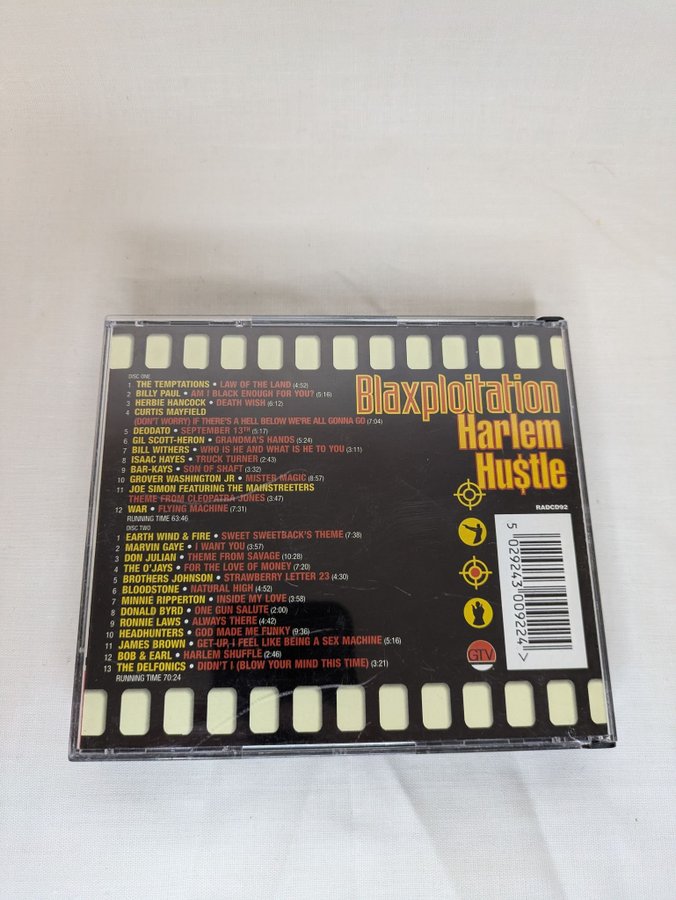 DISC ONE
1 THE TEMPTATIONS • LAW OF THE LAND (4:52)
2 BILLY PAUL • AM I BLACK ENOUGH FOR YOU? (5:16)
3 HERBIE HANCOCK • DEATH WISH (6:12)
4 CURTIS MAYFIELD
(DON'T WORRY) IF THERE'S A HELL BELOW WE'RE ALL GONNA GO (7:04)
5 DEODATO • SEPTEMBER 13TH (5:17)
6 GIL SCOTT-HERON • GRANDMA'S HANDS (5:24)
7 BILL WITHERS • WHO IS HE AND WHAT IS HE TO YOU (3:11)
8 ISAAC HAYES • TRUCK TURNER (2:43)
9 BAR-KAYS • SON OF SHAFT (3:32)
10 GROVER WASHINGTON JR • MISTER MAGIC (8:57)
11 JOE SIMON FEATURING THE MAINSTREETERS
THEME FROM CLEOPATRA JONES (3:47)
12 WAR • FLYING MACHINE (7:31)
RUNNING TIME 63:46
DISC TWO
1 EARTH WIND & FIRE • SWEET SWEETBACK'S THEME (7:38)
2 MARVIN GAYE • I WANT YOU (3:57)
3 DON JULIAN • THEME FROM SAVAGE (10:28)
4 THE O'JAYS • FOR THE LOVE OF MONEY (7:20)
5 BROTHERS JOHNSON • STRAWBERRY LETTER 23 (4:30)
6 BLOODSTONE • NATURAL HIGH (4:52)
7 MINNIE RIPPERTON • INSIDE MY LOVE (3:58)
8 DONALD BYRD • ONE GUN SALUTE (2:00)
9 RONNIE LAWS • ALWAYS THERE (4:42)
10 HEADHUNTERS • GOD MADE ME FUNKY (9:36)
11 JAMES BROWN • GET-UP, I FEEL LIKE BEING A SEX MACHINE (5:16)
12 BOB & EARL • HARLEM SHUFFLE (2:46)
13 THE DELFONICS • DIDN'T I (BLOW YOUR MIND THIS TIME) (3:21)
RUNNING TIME 70:24
Blaxploitation
Harlem
Hu$tle
RADCD92
5 029243 009224 >
GTV